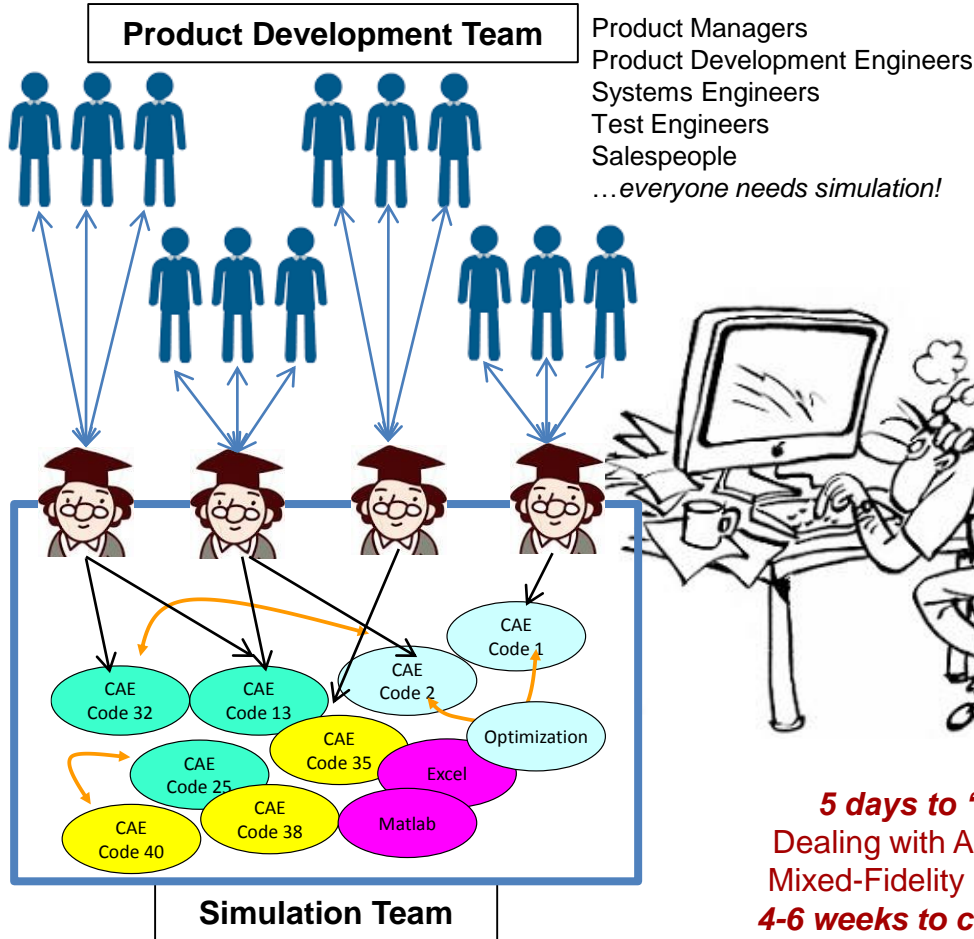 Product Development Team
Product Managers
Product Development Engineers
Systems Engineers
Test Engineers
Salespeople
…everyone needs simulation!
CAE
Code 1
CAE
Code 2
CAE
Code 32
CAE
Code 13
Optimization
CAE
Code 35
Excel
CAE
Code 25
CAE
Code 38
Matlab
CAE
Code 40
5 days to “
Dealing with A
Mixed-Fidelity
4-6 weeks to c
Simulation Team